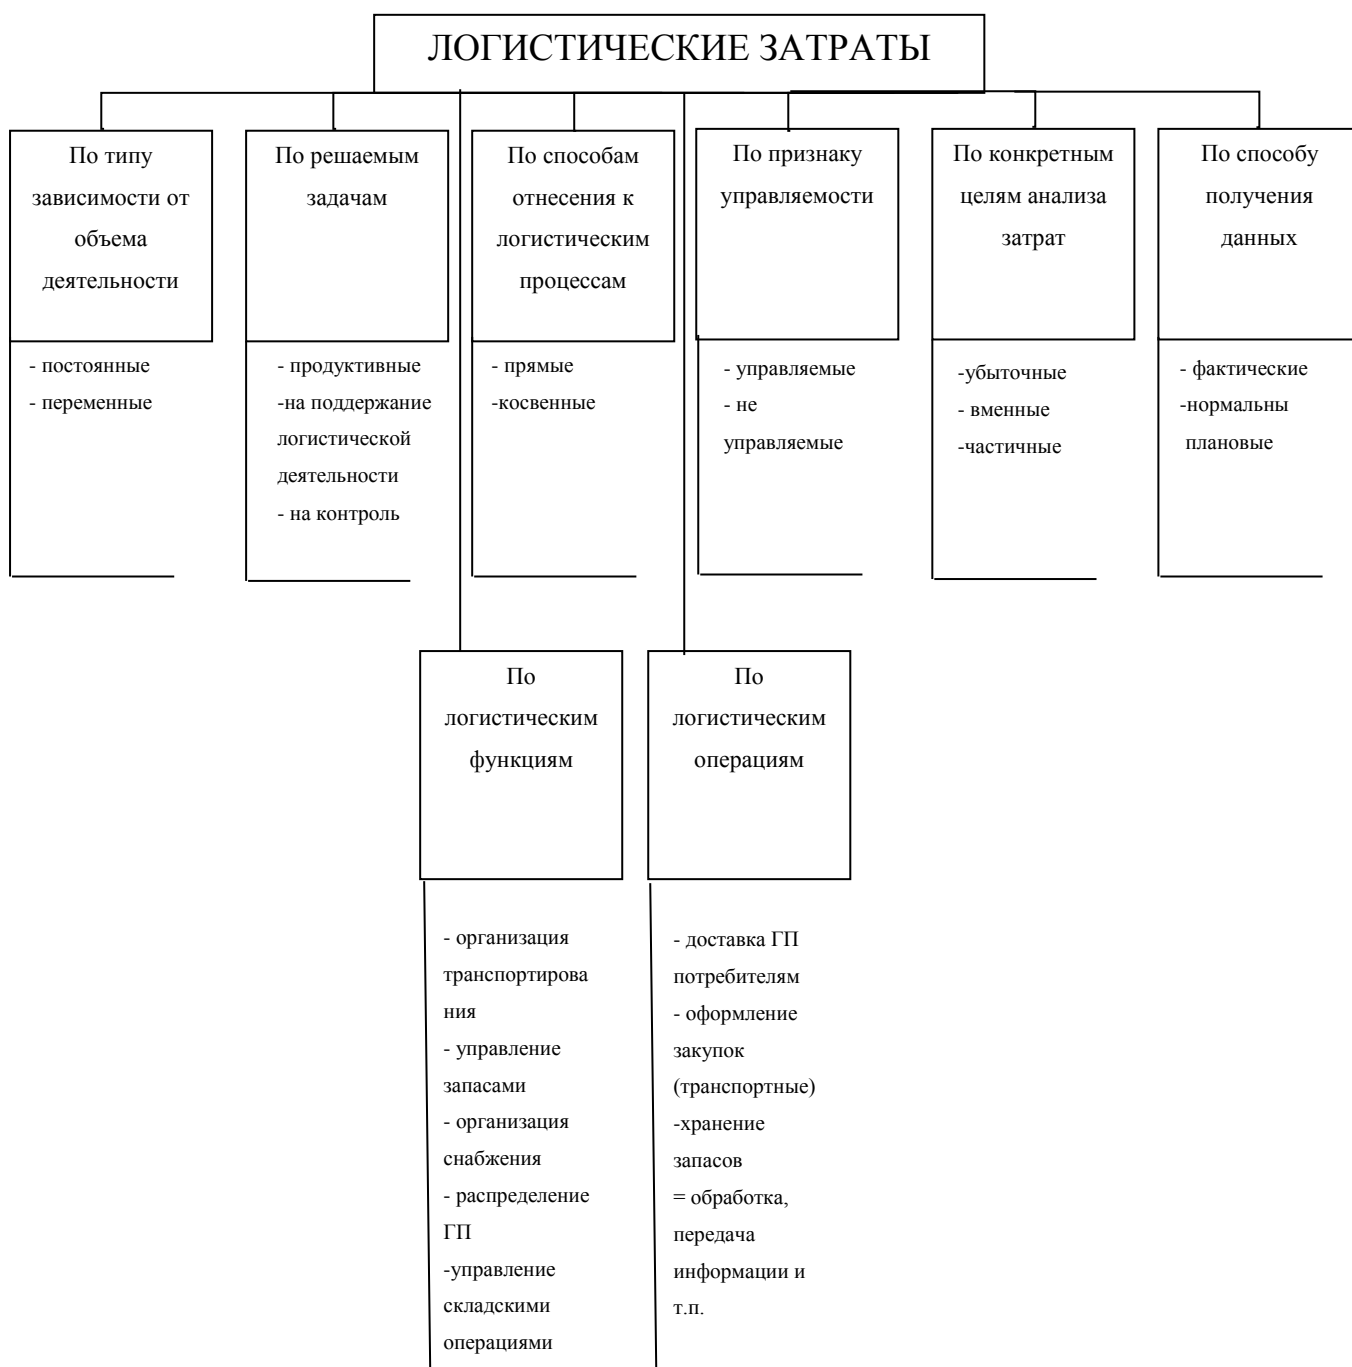 ЛОГИСТИЧЕСКИЕ ЗАТРАТЫ
По типу
зависимости от
объема
деятельности
- постоянные
- переменные
По решаемым
задачам
- продуктивные
-на поддержание
логистической
деятельности
- на контроль
По способам
отнесения к
логистическим
процессам
- прямые
-косвенные
По признаку
управляемости
- управляемые
- не
управляемые
По конкретным
целям анализа
затрат
-убыточные
- вменные
-частичные
По способу
получения
данных
- фактические
-нормальны
плановые
По
логистическим
функциям
- организация
транспортирова
ния
- управление
запасами
- организация
снабжения
- распределение
ГП
-управление
складскими
операциями
По
логистическим
операциям
- доставка ГП
потребителям
- оформление
закупок
(транспортные)
-хранение
запасов
= обработка,
передача
информации и
т.п.